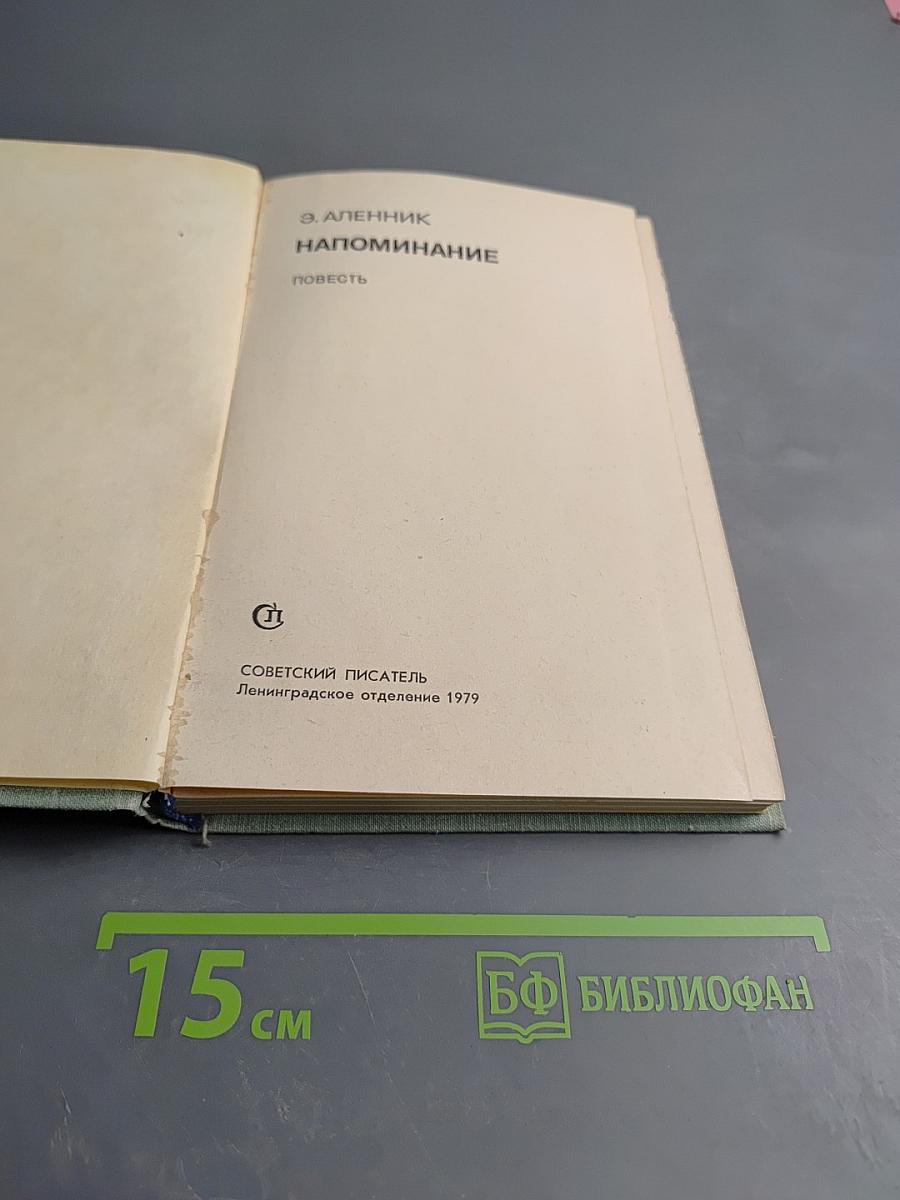 Э. АЛЕННИК
НАПОМИНАНИЕ
ПОВЕСТЬ
СП
СОВЕТСКИЙ ПИСАТЕЛЬ
Ленинградское отделение 1979
15 см
БФ БИБЛИОФАН